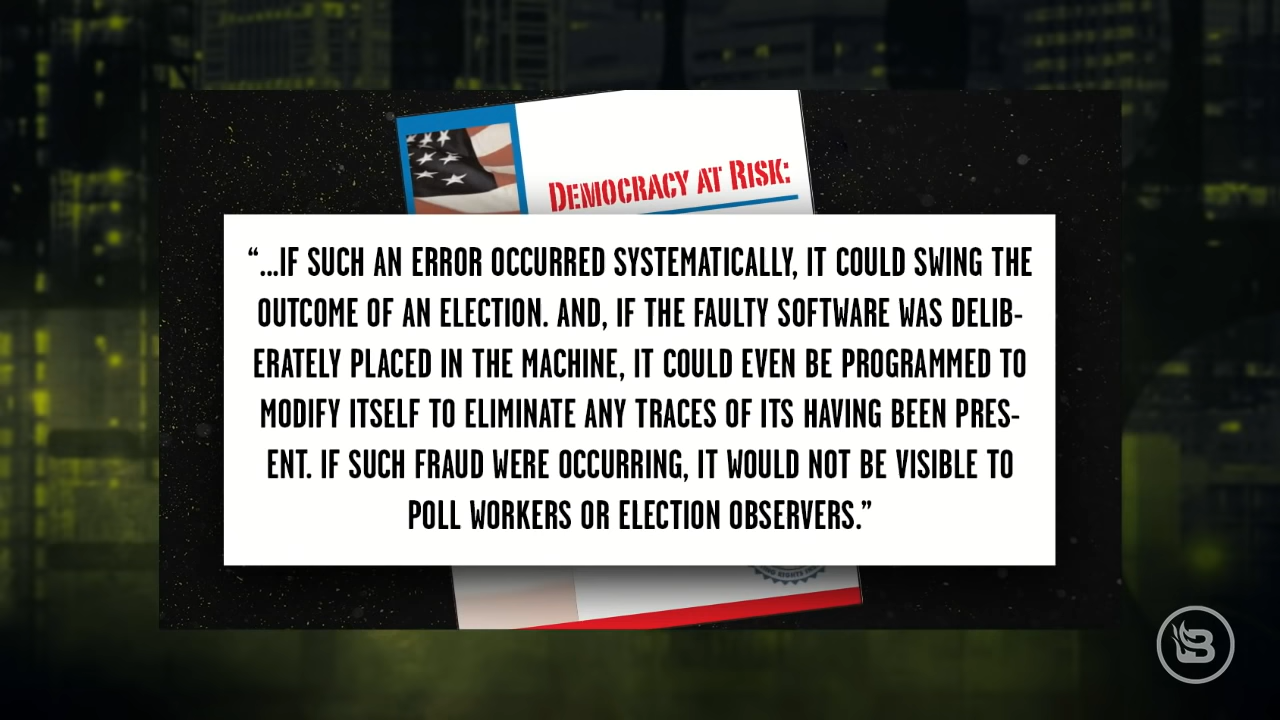 DEMOCRACY AT RISK:
“...IF SUCH AN ERROR OCCURRED SYSTEMATICALLY, IT COULD SWING THE
OUTCOME OF AN ELECTION. AND, IF THE FAULTY SOFTWARE WAS DELIB-
ERATELY PLACED IN THE MACHINE, IT COULD EVEN BE PROGRAMMED TO
MODIFY ITSELF TO ELIMINATE ANY TRACES OF ITS HAVING BEEN PRES-
ENT. IF SUCH FRAUD WERE OCCURRING, IT WOULD NOT BE VISIBLE TO
POLL WORKERS OR ELECTION OBSERVERS.”
B